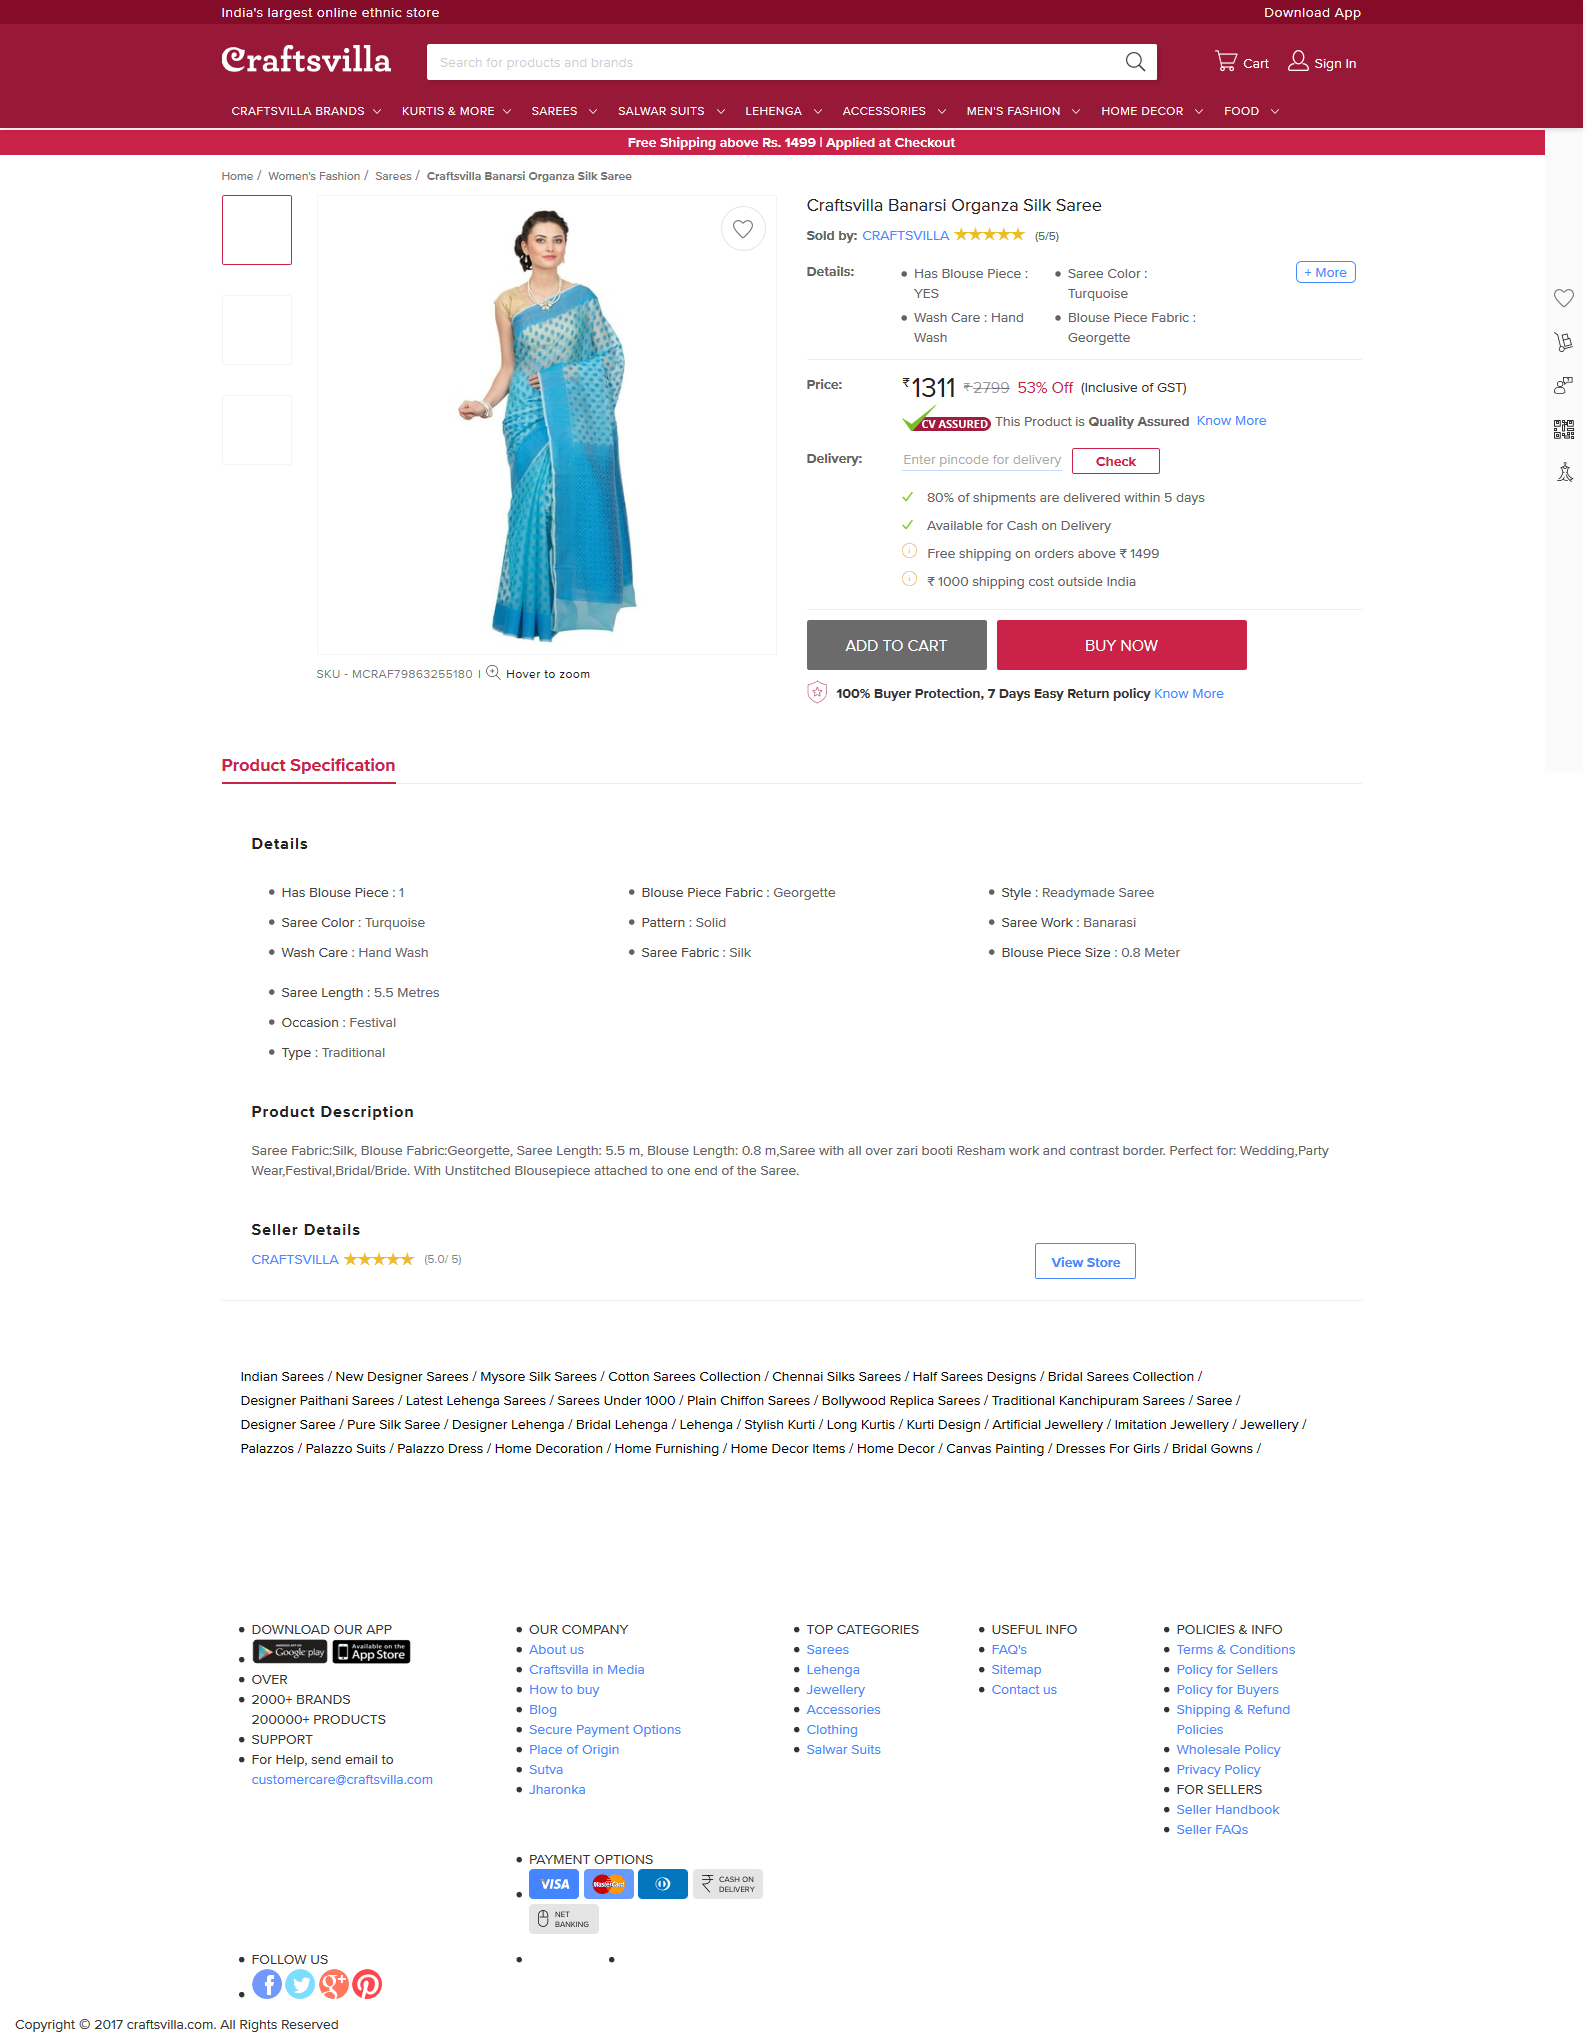 India's largest online ethnic store
Download App
Craftsvilla
Search for products and brands
Cart
Sign In
CRAFTSVILLA BRANDS
KURTIS & MORE
SAREES
SALWAR SUITS
LEHENGA
ACCESSORIES
MEN'S FASHION
HOME DECOR
FOOD
Free Shipping above Rs. 1499 | Applied at Checkout
Home / Women's Fashion / Sarees / Craftsvilla Banarsi Organza Silk Saree
Craftsvilla Banarsi Organza Silk Saree
Sold by: CRAFTSVILLA (5/5)
Details:
Has Blouse Piece :
YES
Saree Color :
Turquoise
+ More
Wash Care : Hand
Wash
Blouse Piece Fabric :
Georgette
Price:
₹1311 ₹2799 53% Off (Inclusive of GST)
CV ASSURED This Product is Quality Assured Know More
Delivery:
Enter pincode for delivery
Check
80% of shipments are delivered within 5 days
Available for Cash on Delivery
Free shipping on orders above ₹ 1499
₹ 1000 shipping cost outside India
ADD TO CART
BUY NOW
SKU - MCRAF79863255180 | Hover to zoom
100% Buyer Protection, 7 Days Easy Return policy Know More
Product Specification
Details
Has Blouse Piece : 1
Blouse Piece Fabric : Georgette
Style : Readymade Saree
Saree Color : Turquoise
Pattern : Solid
Saree Work : Banarasi
Wash Care : Hand Wash
Saree Fabric : Silk
Blouse Piece Size : 0.8 Meter
Saree Length : 5.5 Metres
Occasion : Festival
Type : Traditional
Product Description
Saree Fabric:Silk, Blouse Fabric:Georgette, Saree Length: 5.5 m, Blouse Length: 0.8 m,Saree with all over zari booti Resham work and contrast border. Perfect for: Wedding,Party
Wear,Festival,Bridal/Bride. With Unstitched Blousepiece attached to one end of the Saree.
Seller Details
CRAFTSVILLA (5.0/ 5)
View Store
Indian Sarees / New Designer Sarees / Mysore Silk Sarees / Cotton Sarees Collection / Chennai Silks Sarees / Half Sarees Designs / Bridal Sarees Collection /
Designer Paithani Sarees / Latest Lehenga Sarees / Sarees Under 1000 / Plain Chiffon Sarees / Bollywood Replica Sarees / Traditional Kanchipuram Sarees / Saree /
Designer Saree / Pure Silk Saree / Designer Lehenga / Bridal Lehenga / Lehenga / Stylish Kurti / Long Kurtis / Kurti Design / Artificial Jewellery / Imitation Jewellery / Jewellery /
Palazzos / Palazzo Suits / Palazzo Dress / Home Decoration / Home Furnishing / Home Decor Items / Home Decor / Canvas Painting / Dresses For Girls / Bridal Gowns /
DOWNLOAD OUR APP
ANDROID APP ON
Google play
Available on the
App Store
OVER
2000+ BRANDS
200000+ PRODUCTS
SUPPORT
For Help, send email to
customercare@craftsvilla.com
OUR COMPANY
About us
Craftsvilla in Media
How to buy
Blog
Secure Payment Options
Place of Origin
Sutva
Jharonka
TOP CATEGORIES
Sarees
Lehenga
Jewellery
Accessories
Clothing
Salwar Suits
USEFUL INFO
FAQ's
Sitemap
Contact us
POLICIES & INFO
Terms & Conditions
Policy for Sellers
Policy for Buyers
Shipping & Refund
Policies
Wholesale Policy
Privacy Policy
FOR SELLERS
Seller Handbook
Seller FAQs
PAYMENT OPTIONS
VISA
MasterCard
CASH ON
DELIVERY
NET
BANKING
FOLLOW US
Copyright © 2017 craftsvilla.com. All Rights Reserved